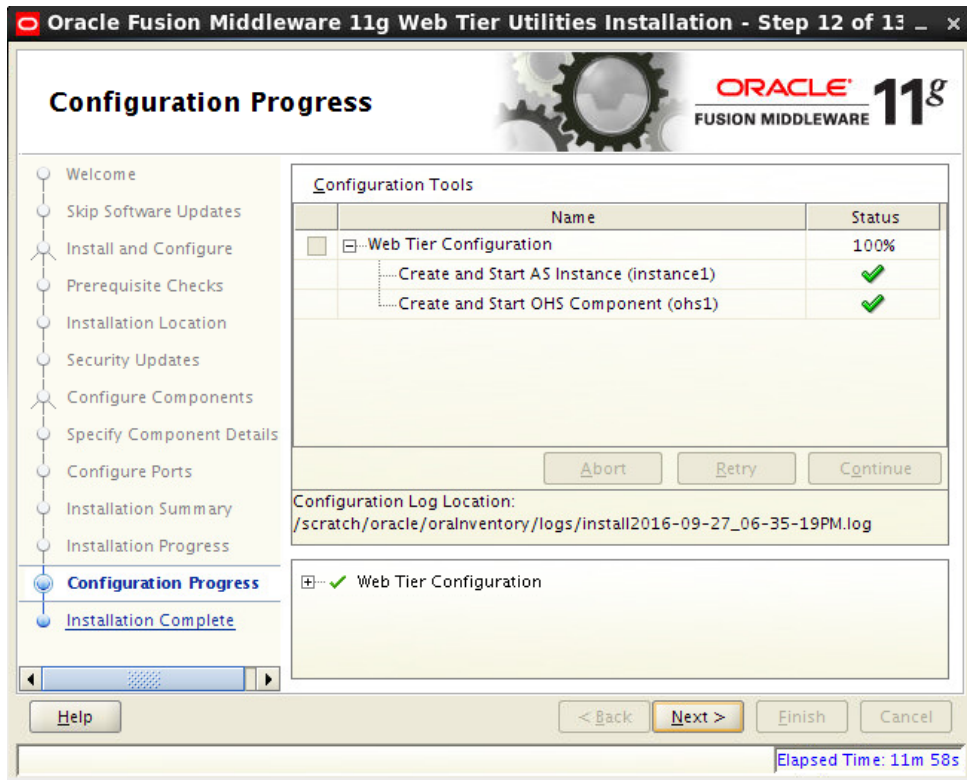 Oracle Fusion Middleware 11g Web Tier Utilities Installation - Step 12 of 13
Configuration Progress
ORACLE
FUSION MIDDLEWARE
11g
Welcome
Skip Software Updates
Install and Configure
Prerequisite Checks
Installation Location
Security Updates
Configure Components
Specify Component Details
Configure Ports
Installation Summary
Installation Progress
Configuration Progress
Installation Complete
Configuration Tools
Name Status
Web Tier Configuration 100%
Create and Start AS Instance (instance1)
Create and Start OHS Component (ohs1)
Abort Retry Continue
Configuration Log Location:
/scratch/oracle/oraInventory/logs/install2016-09-27_06-35-19PM.log
Web Tier Configuration
Help < Back Next > Finish Cancel
Elapsed Time: 11m 58s